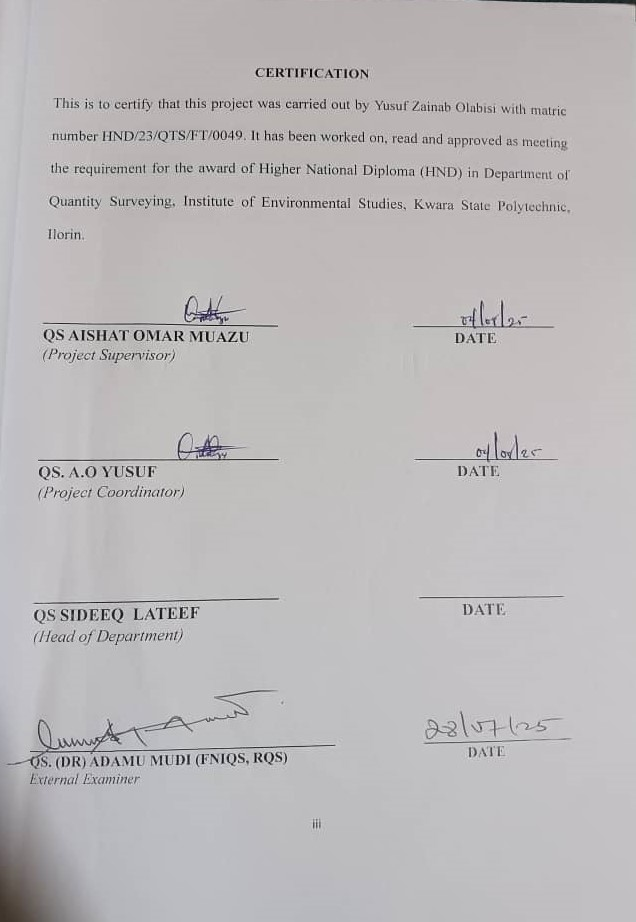 CERTIFICATION
This is to certify that this project was carried out by Yusuf Zainab Olabisi with matric
number HND/23/QTS/FT/0049. It has been worked on, read and approved as meeting
the requirement for the award of Higher National Diploma (HND) in Department of
Quantity Surveying, Institute of Environmental Studies, Kwara State Polytechnic,
Ilorin.
QS AISHAT OMAR MUAZU
DATE
(Project Supervisor)
QS. A.O YUSUF
DATE
(Project Coordinator)
QS SIDEEQ LATEEF
DATE
(Head of Department)
28/07/25
QS. (DR) ADAMU MUDI (FNIQS, RQS)
DATE
External Examiner
iii